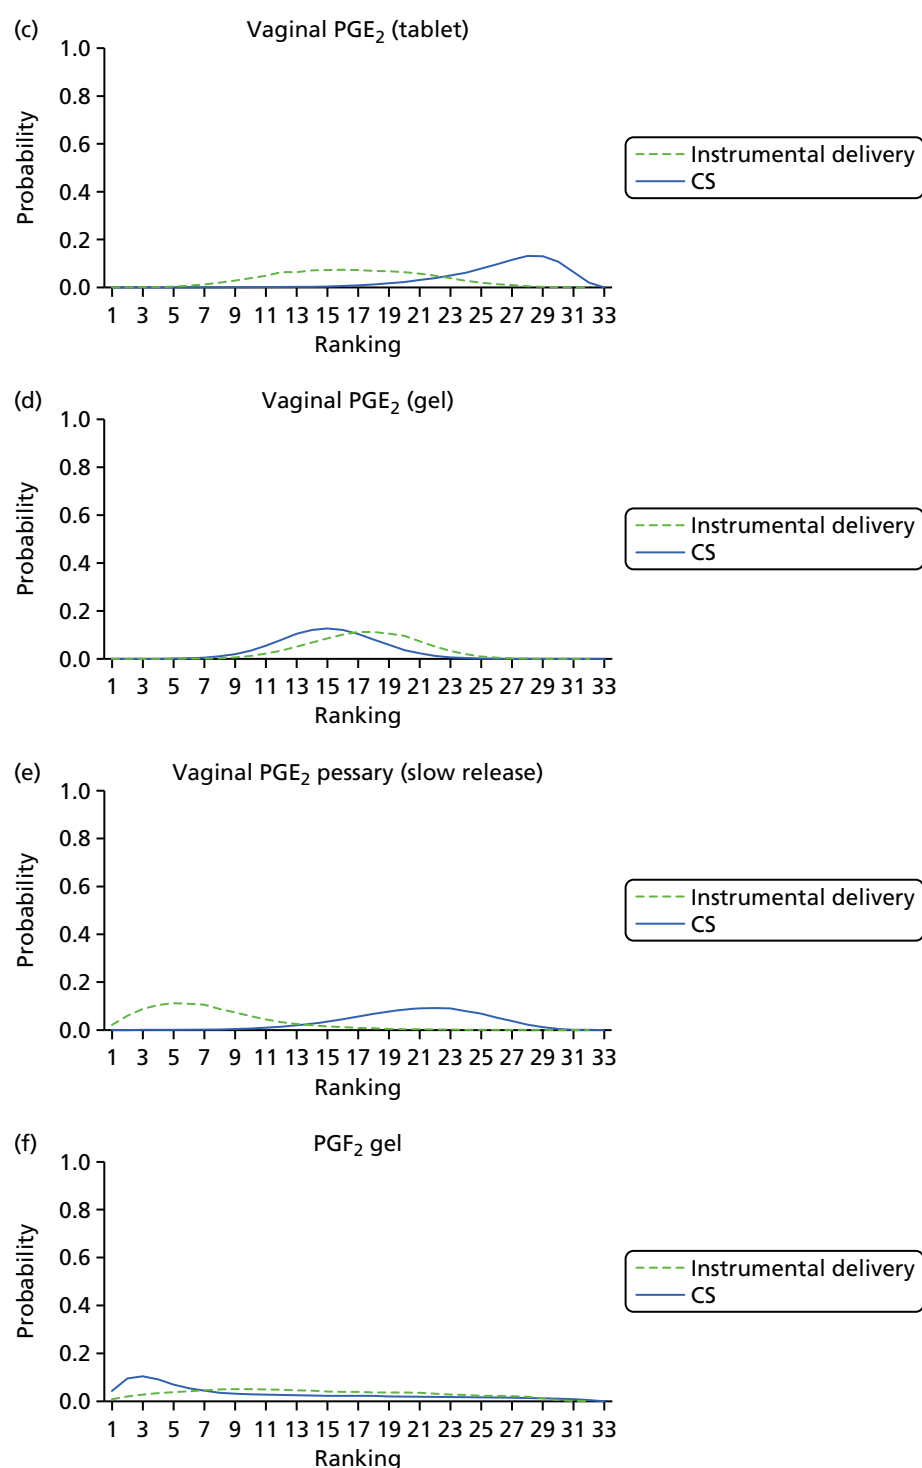 (c) Vaginal PGE2 (tablet)
1.0
0.8
0.6
0.4
0.2
0.0
Probability
1 3 5 7 9 11 13 15 17 19 21 23 25 27 29 31 33
Ranking
Instrumental delivery
CS
(d) Vaginal PGE2 (gel)
1.0
0.8
0.6
0.4
0.2
0.0
Probability
1 3 5 7 9 11 13 15 17 19 21 23 25 27 29 31 33
Ranking
Instrumental delivery
CS
(e) Vaginal PGE2 pessary (slow release)
1.0
0.8
0.6
0.4
0.2
0.0
Probability
1 3 5 7 9 11 13 15 17 19 21 23 25 27 29 31 33
Ranking
Instrumental delivery
CS
(f) PGF2 gel
1.0
0.8
0.6
0.4
0.2
0.0
Probability
1 3 5 7 9 11 13 15 17 19 21 23 25 27 29 31 33
Ranking
Instrumental delivery
CS